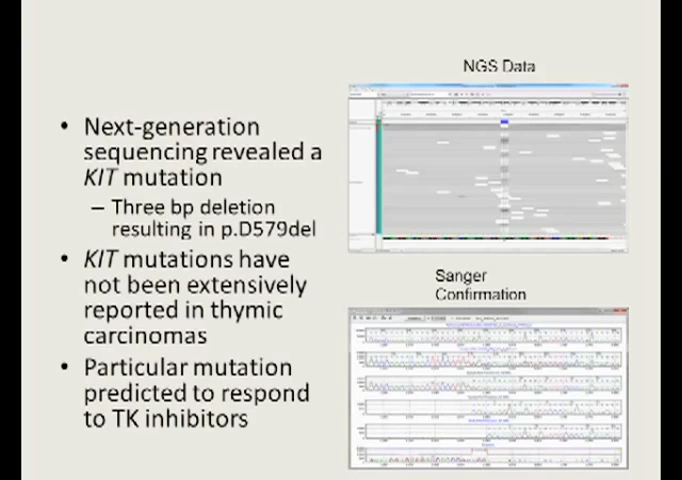 • Next-generation
sequencing revealed a
KIT mutation
– Three bp deletion
resulting in p.D579del
• KIT mutations have
not been extensively
reported in thymic
carcinomas
• Particular mutation
predicted to respond
to TK inhibitors
NGS Data
Sanger
Confirmation